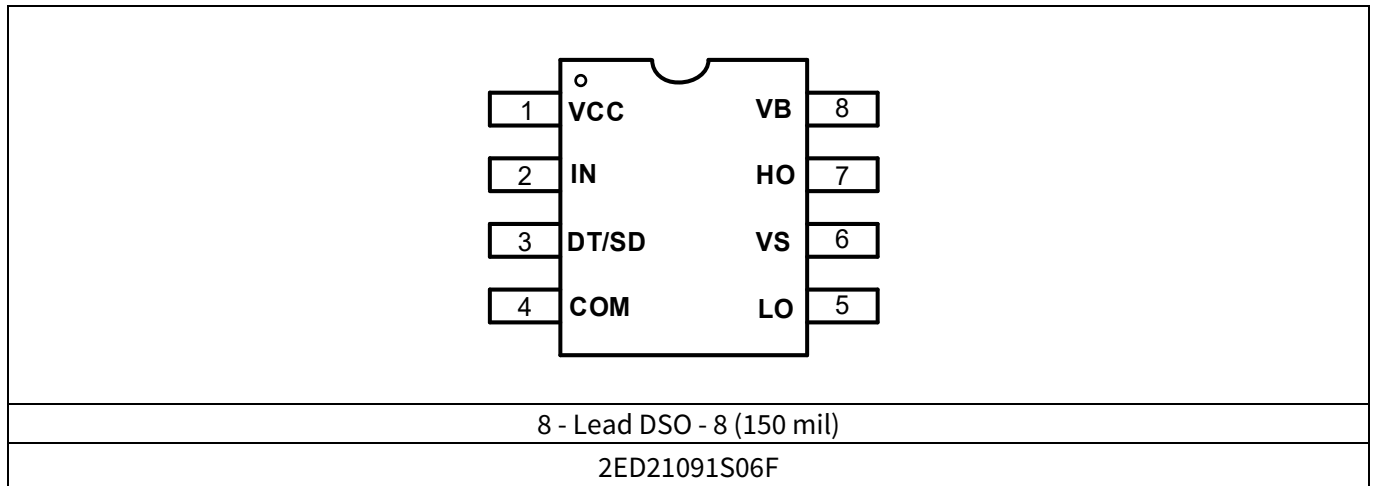 1 VCC VB 8
2 IN HO 7
3 DT/SD VS 6
4 COM LO 5
8 - Lead DSO - 8 (150 mil)
2ED21091S06F